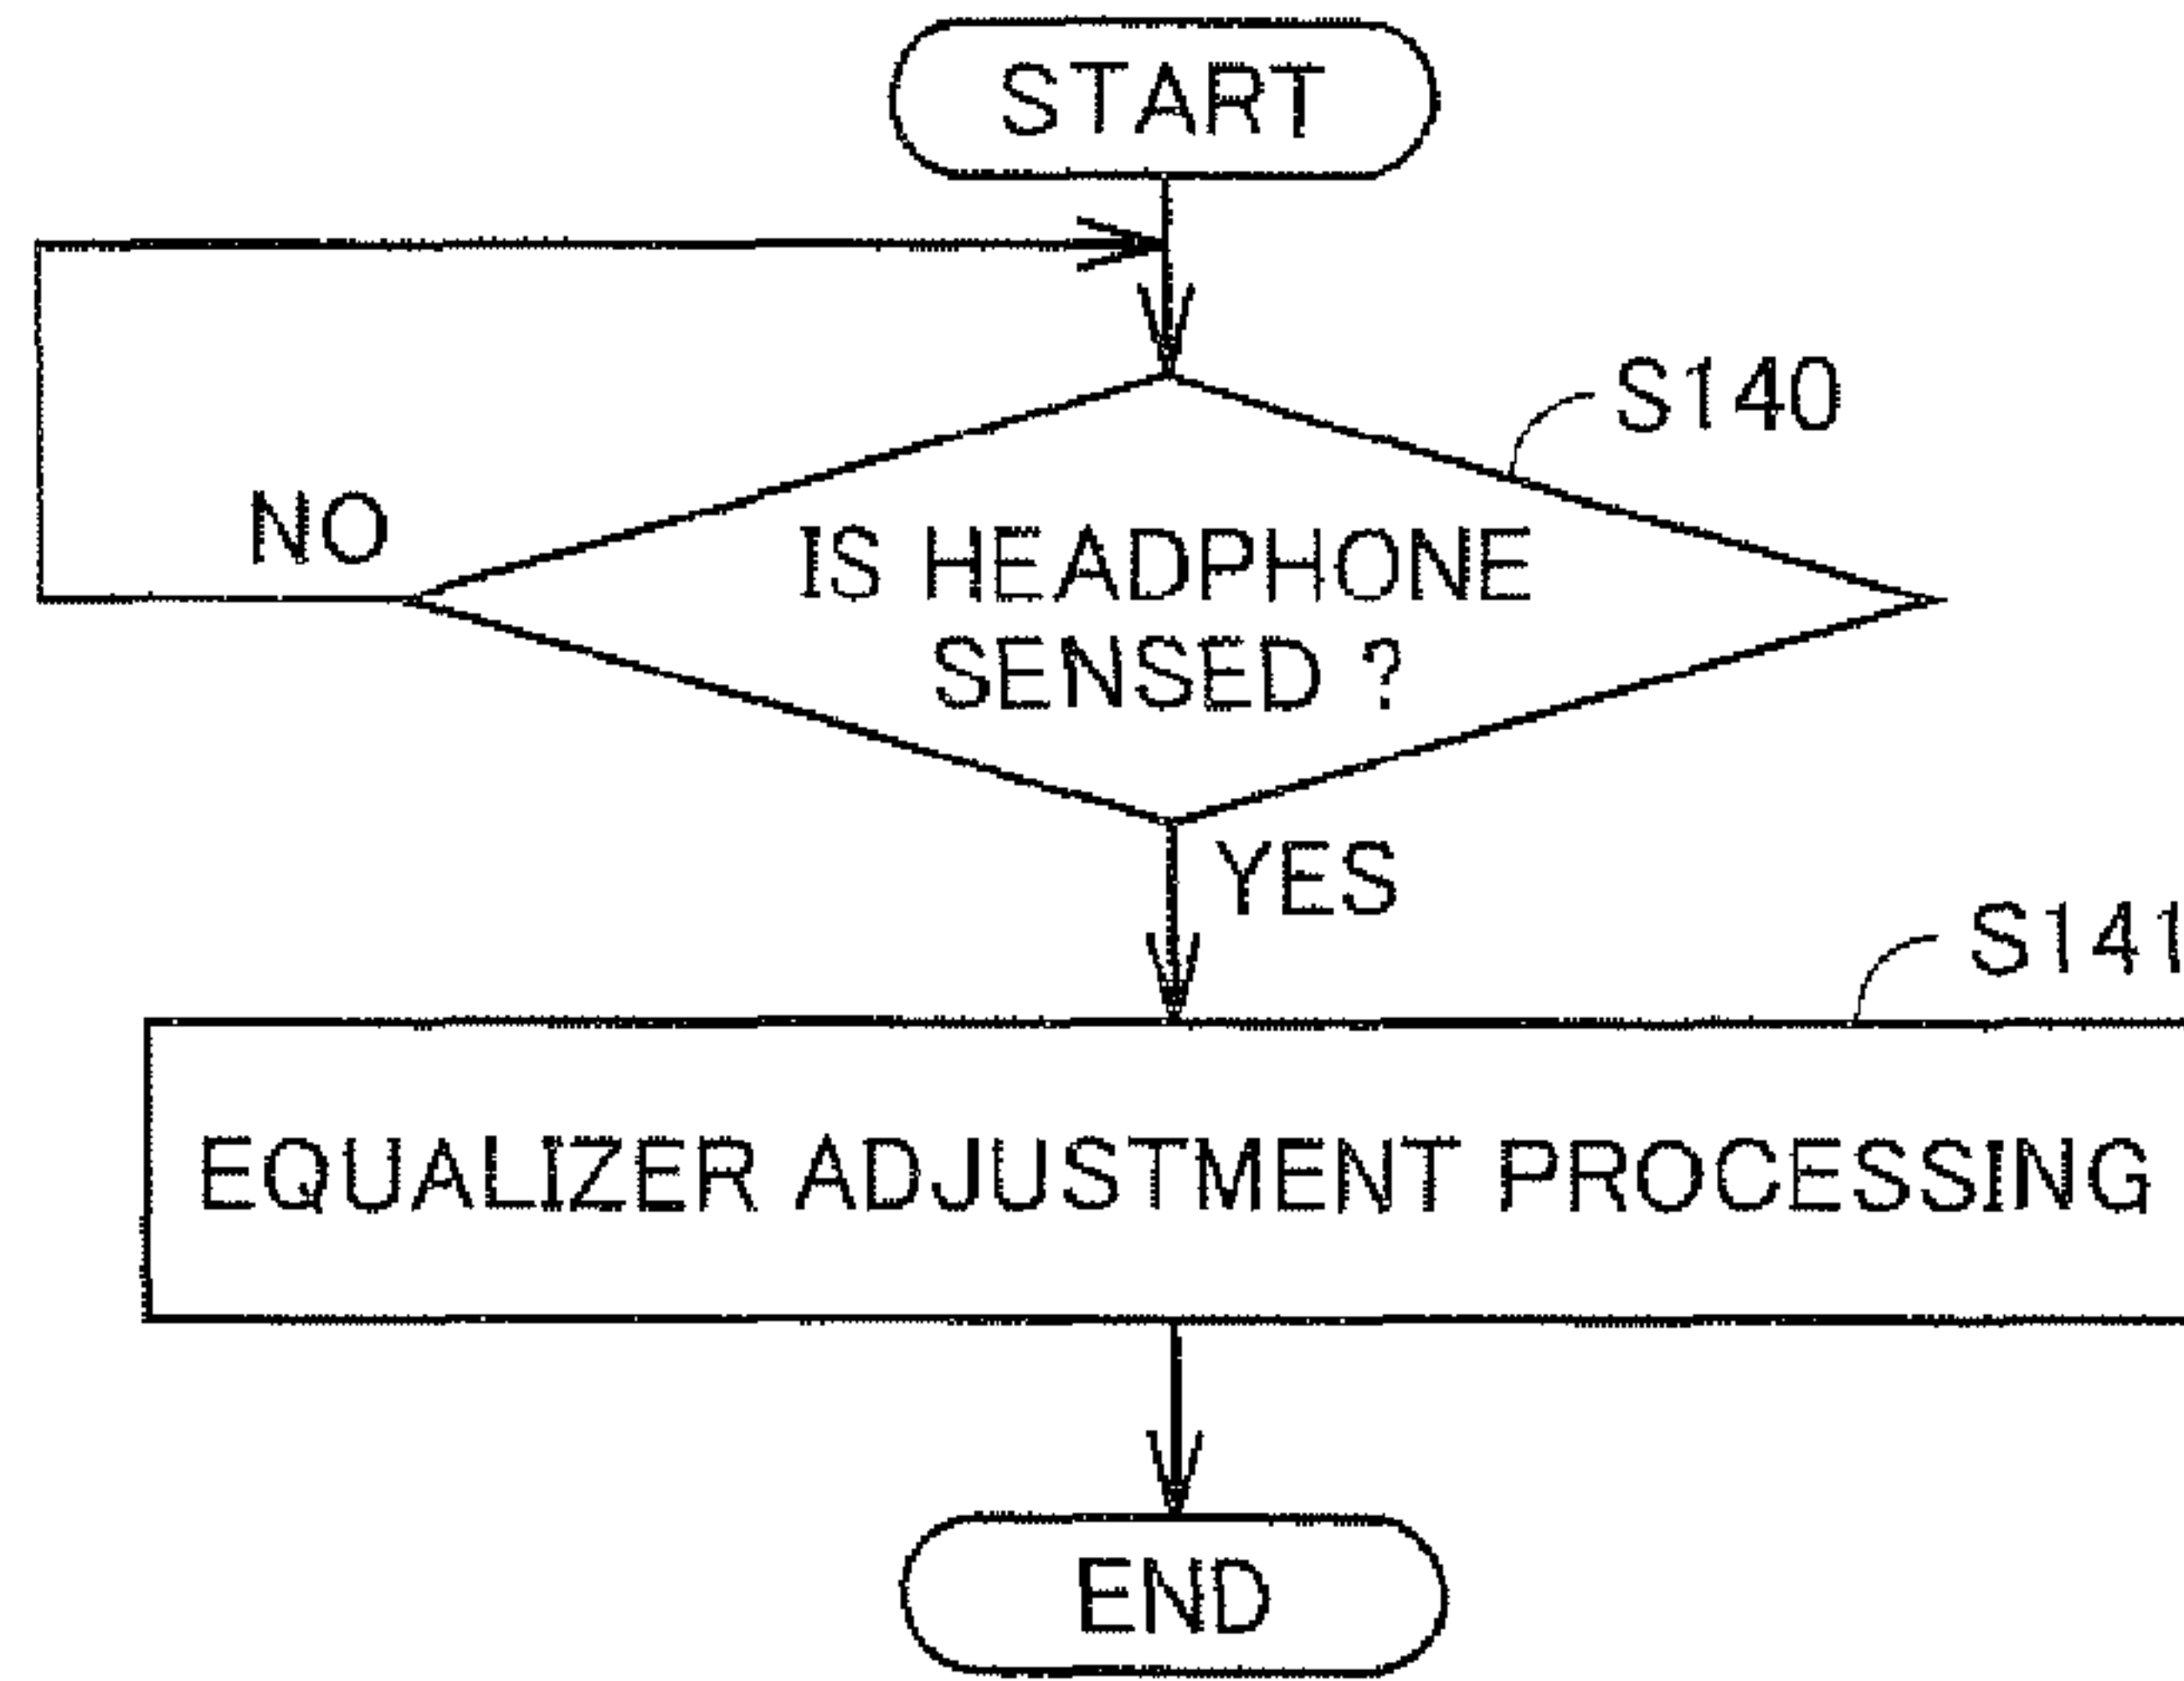 START
S140
NO
IS HEADPHONE
SENSED ?
YES
S141
EQUALIZER ADJUSTMENT PROCESSING
END